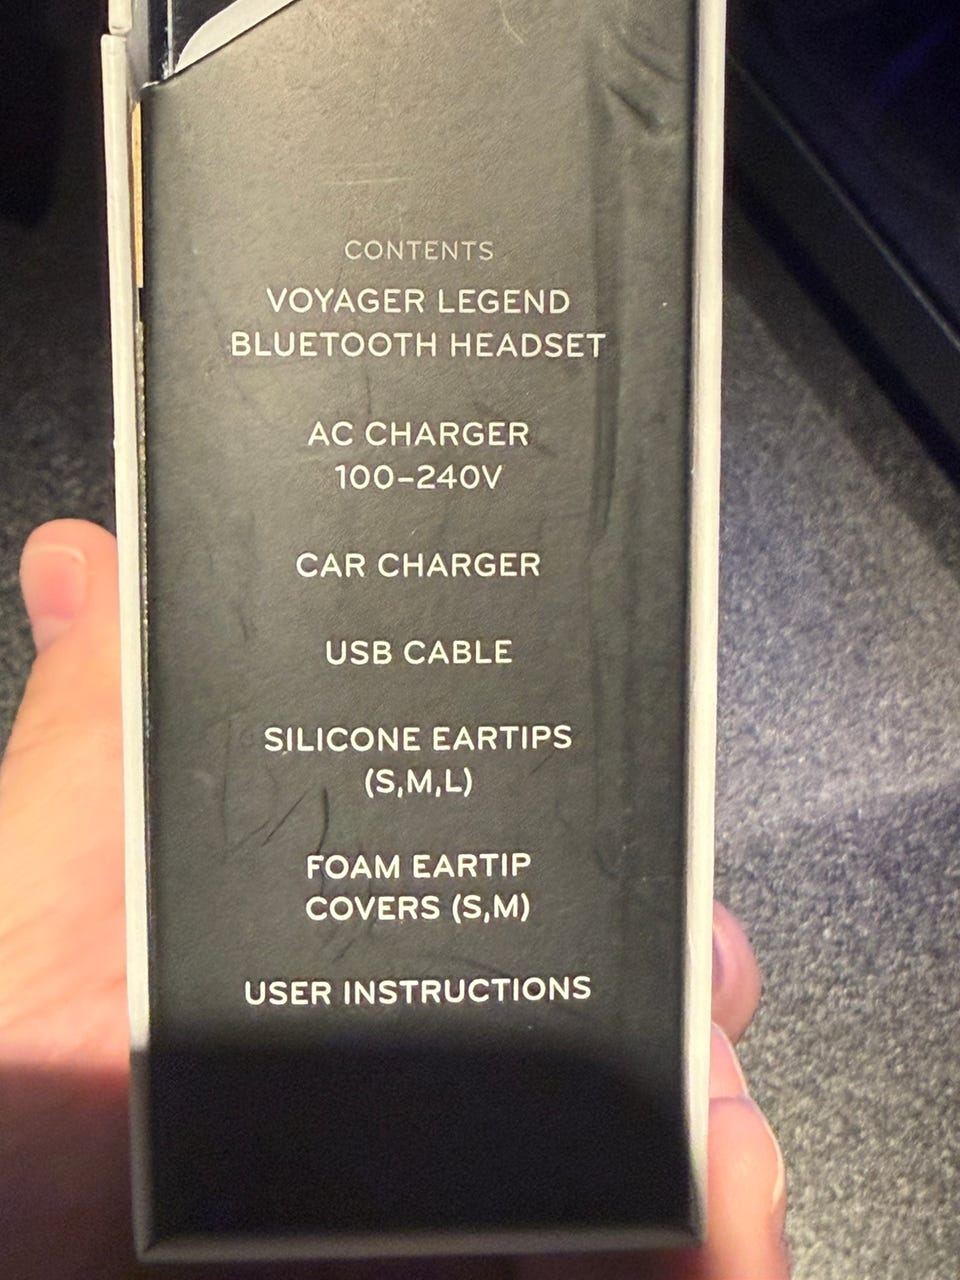 CONTENTS
VOYAGER LEGEND
BLUETOOTH HEADSET
AC CHARGER
100–240V
CAR CHARGER
USB CABLE
SILICONE EARTIPS
(S,M,L)
FOAM EARTIP
COVERS (S,M)
USER INSTRUCTIONS